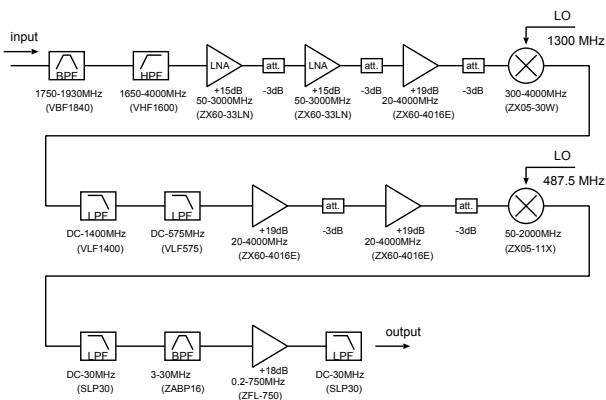 input
LO
1300 MHz
BPF
HPF
LNA
att.
LNA
att.
att.
1750-1930MHz
(VBF1840)
1650-4000MHz
(VHF1600)
+15dB
50-3000MHz
(ZX60-33LN)
-3dB
+15dB
50-3000MHz
(ZX60-33LN)
-3dB
+19dB
20-4000MHz
(ZX60-4016E)
-3dB
300-4000MHz
(ZX05-30W)
LO
487.5 MHz
LPF
LPF
att.
att.
DC-1400MHz
(VLF1400)
DC-575MHz
(VLF575)
+19dB
20-4000MHz
(ZX60-4016E)
-3dB
+19dB
20-4000MHz
(ZX60-4016E)
-3dB
50-2000MHz
(ZX05-11X)
output
LPF
BPF
LPF
DC-30MHz
(SLP30)
3-30MHz
(ZABP16)
+18dB
0.2-750MHz
(ZFL-750)
DC-30MHz
(SLP30)